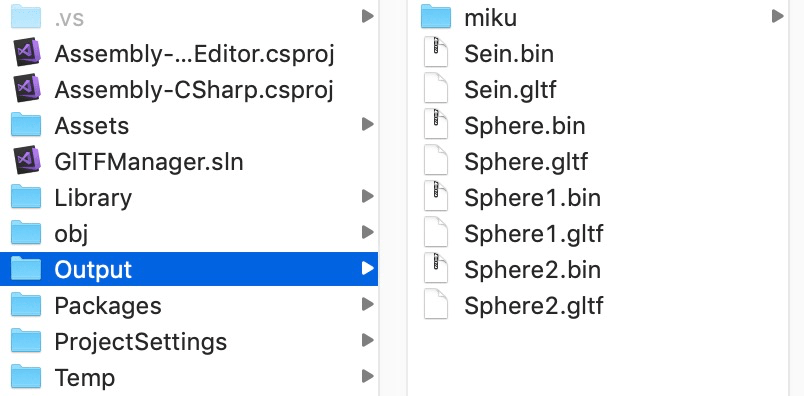 .vs
Assembly-...Editor.csproj
Assembly-CSharp.csproj
Assets
GlTFManager.sln
Library
obj
Output
Packages
ProjectSettings
Temp
miku
Sein.bin
Sein.gltf
Sphere.bin
Sphere.gltf
Sphere1.bin
Sphere1.gltf
Sphere2.bin
Sphere2.gltf